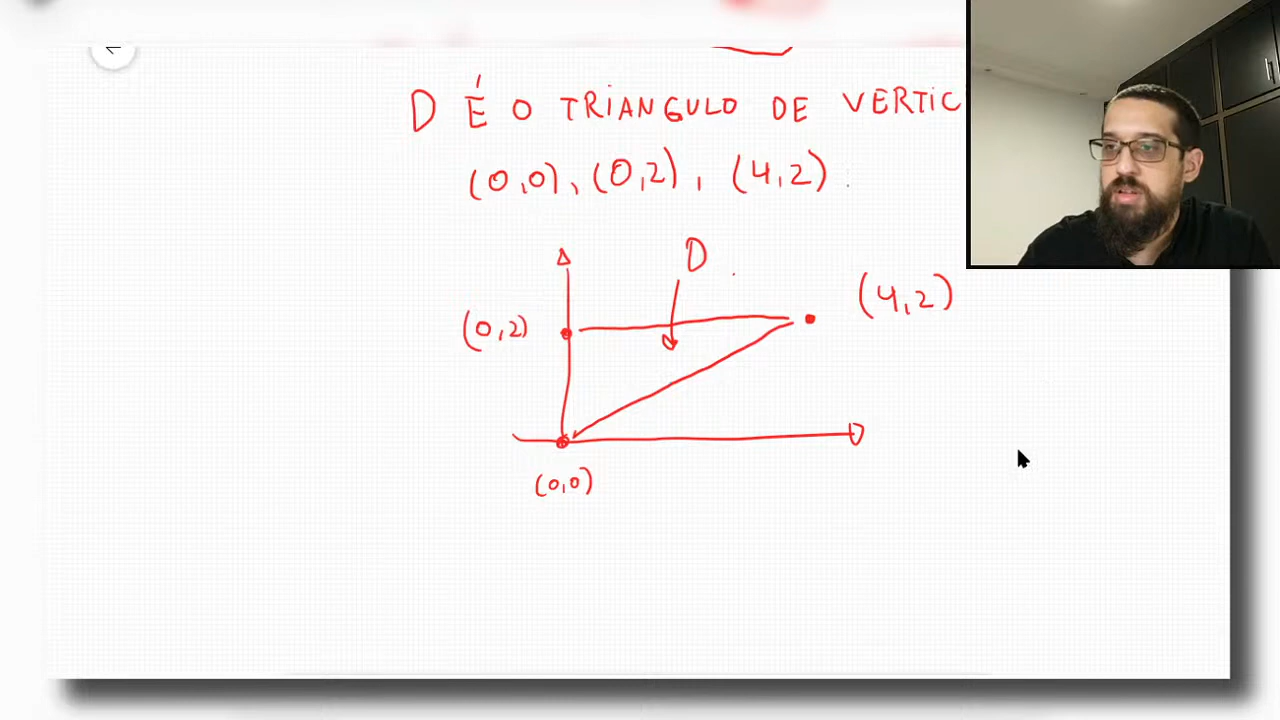 D É O TRIANGULO DE VERTIC
(0,0), (0,2), (4,2)
D
(4,2)
(0,2)
(0,0)